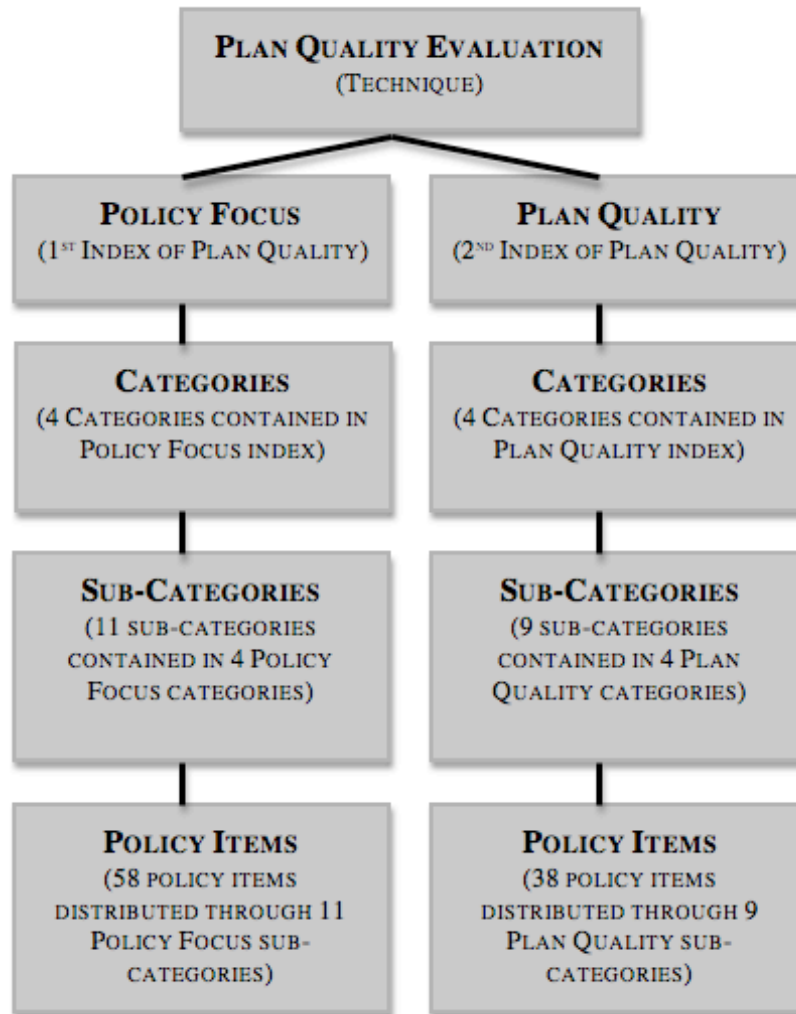 PLAN QUALITY EVALUATION
(TECHNIQUE)
POLICY FOCUS
(1ST INDEX OF PLAN QUALITY)
PLAN QUALITY
(2ND INDEX OF PLAN QUALITY)
CATEGORIES
(4 CATEGORIES CONTAINED IN
POLICY FOCUS INDEX)
CATEGORIES
(4 CATEGORIES CONTAINED IN
PLAN QUALITY INDEX)
SUB-CATEGORIES
(11 SUB-CATEGORIES
CONTAINED IN 4 POLICY
FOCUS CATEGORIES)
SUB-CATEGORIES
(9 SUB-CATEGORIES
CONTAINED IN 4 PLAN
QUALITY CATEGORIES)
POLICY ITEMS
(58 POLICY ITEMS
DISTRIBUTED THROUGH 11
POLICY FOCUS SUB-
CATEGORIES)
POLICY ITEMS
(38 POLICY ITEMS
DISTRIBUTED THROUGH 9
PLAN QUALITY SUB-
CATEGORIES)